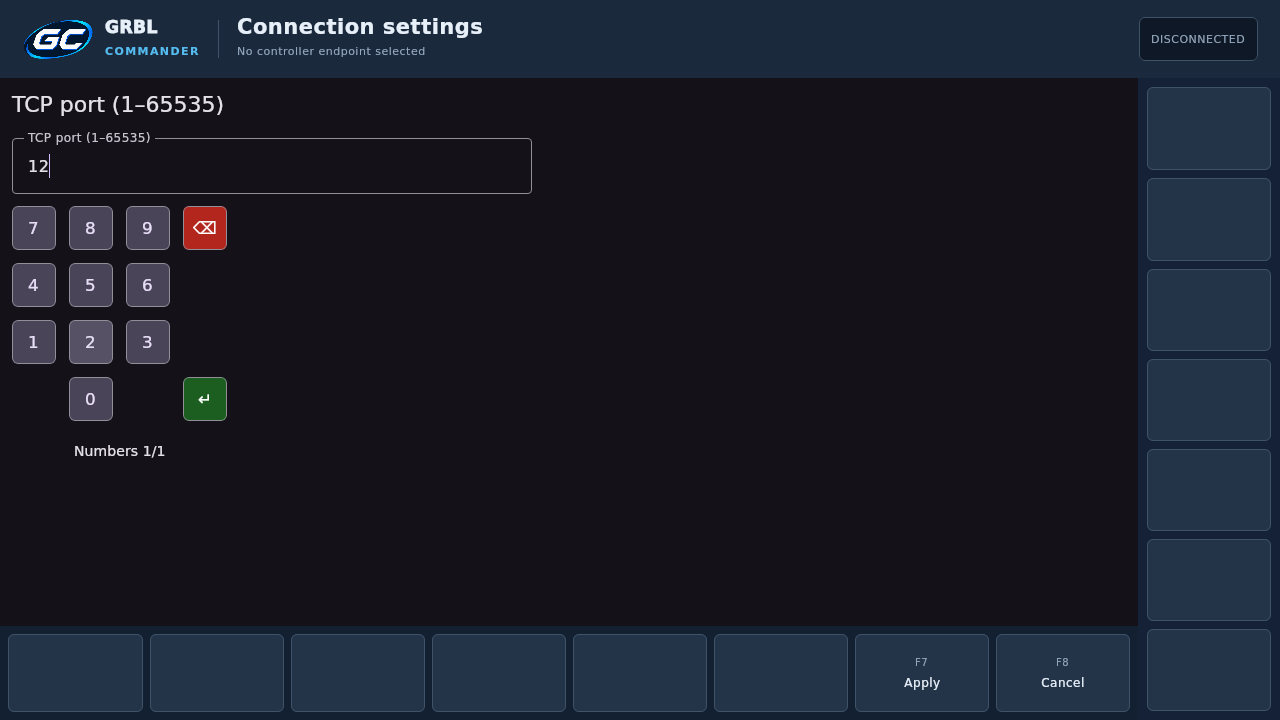 GC
GRBL
COMMANDER
Connection settings
No controller endpoint selected
DISCONNECTED
TCP port (1–65535)
TCP port (1–65535)
12
7 8 9 ⌫
4 5 6
1 2 3
0 ↵
Numbers 1/1
F7
Apply
F8
Cancel